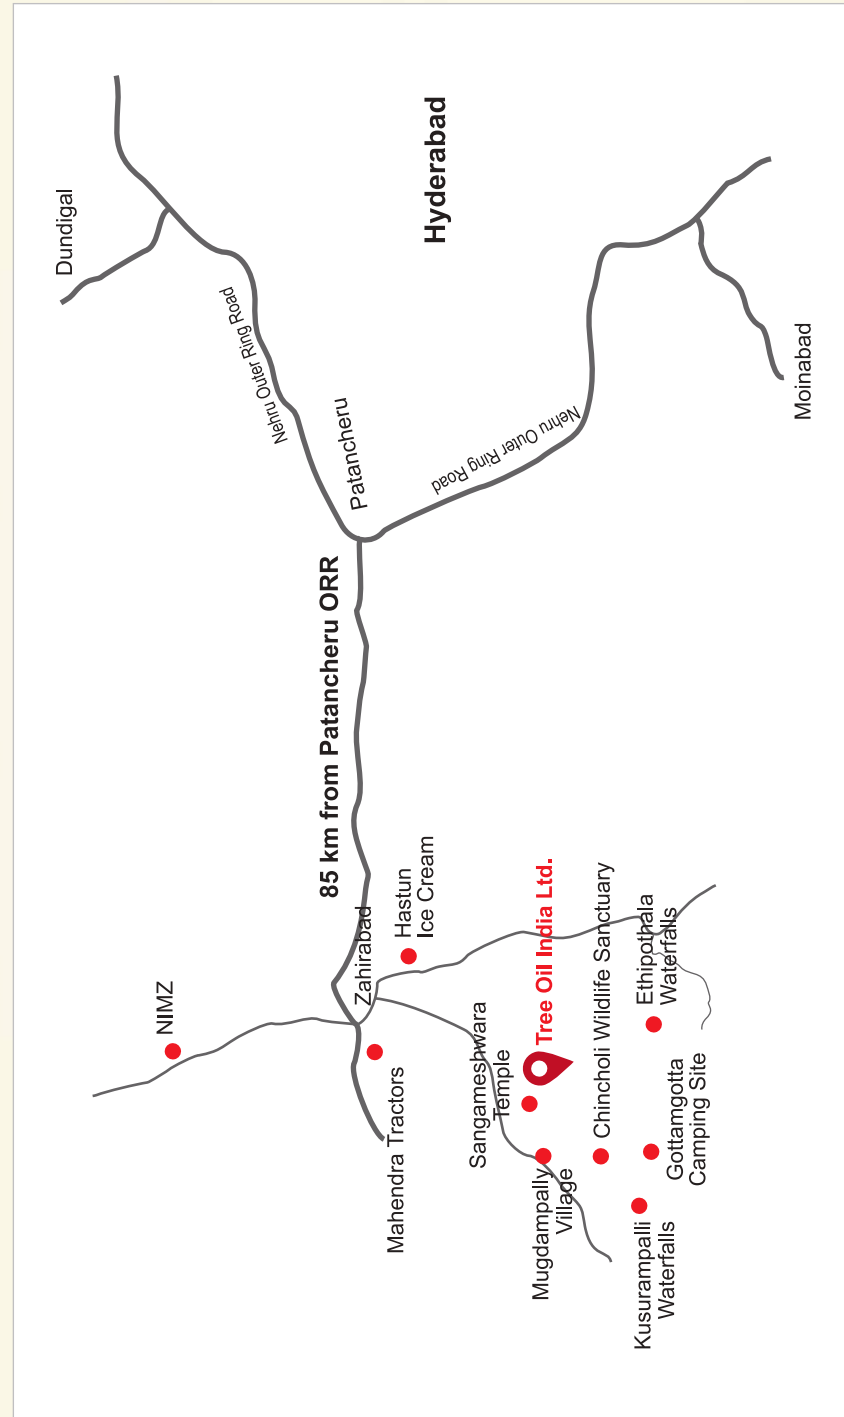 Dundigal
Nehru Outer Ring Road
Hyderabad
Patancheru
Nehru Outer Ring Road
Moinabad
85 km from Patancheru ORR
NIMZ
Zahirabad
Hastun
Ice Cream
Mahendra Tractors
Sangameshwara
Temple
Tree Oil India Ltd.
Mugdampally
Village
Chincholi Wildlife Sanctuary
Ethipothala
Waterfalls
Gottamgotta
Camping Site
Kusurampalli
Waterfalls